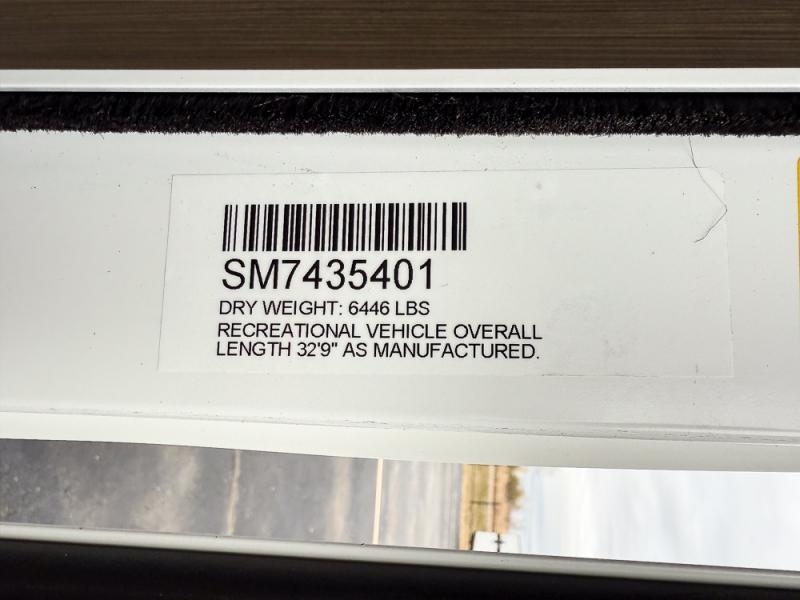 SM7435401
DRY WEIGHT: 6446 LBS
RECREATIONAL VEHICLE OVERALL
LENGTH 32'9" AS MANUFACTURED.